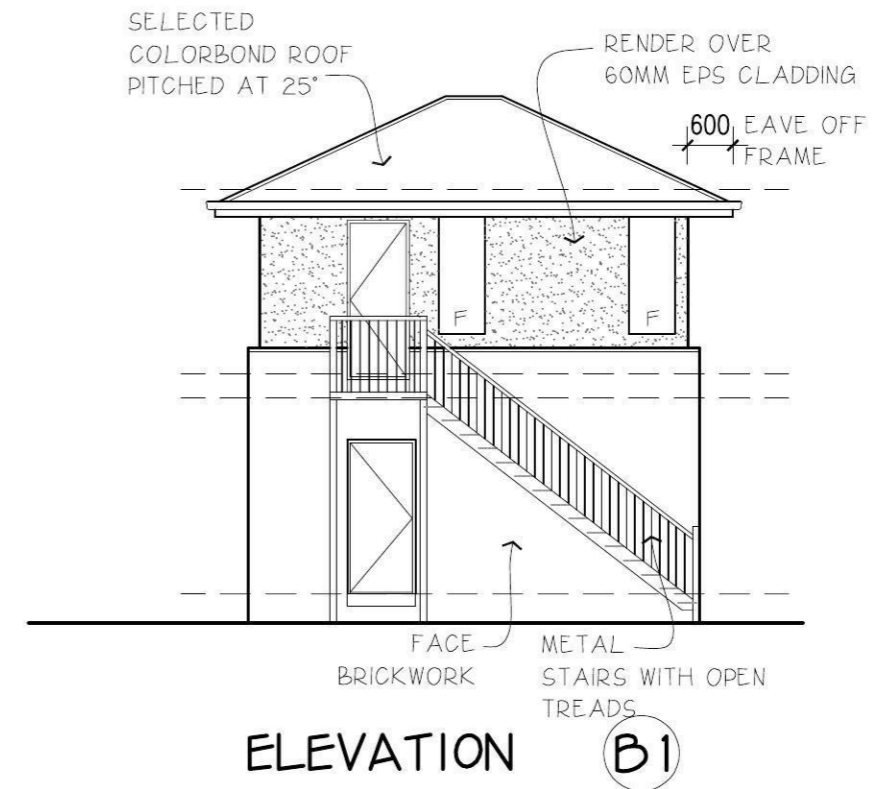 SELECTED
COLORBOND ROOF
PITCHED AT 25°
RENDER OVER
60MM EPS CLADDING
600 EAVE OFF
FRAME
F
F
FACE
BRICKWORK
METAL
STAIRS WITH OPEN
TREADS
ELEVATION B1